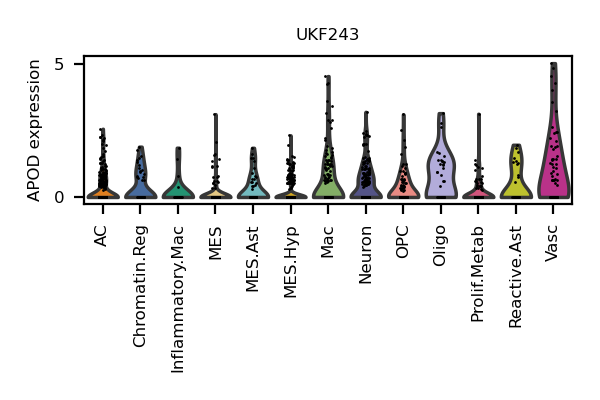 UKF243
APOD expression
5
0
AC
Chromatin.Reg
Inflammatory.Mac
MES
MES.Ast
MES.Hyp
Mac
Neuron
OPC
Oligo
Prolif.Metab
Reactive.Ast
Vasc